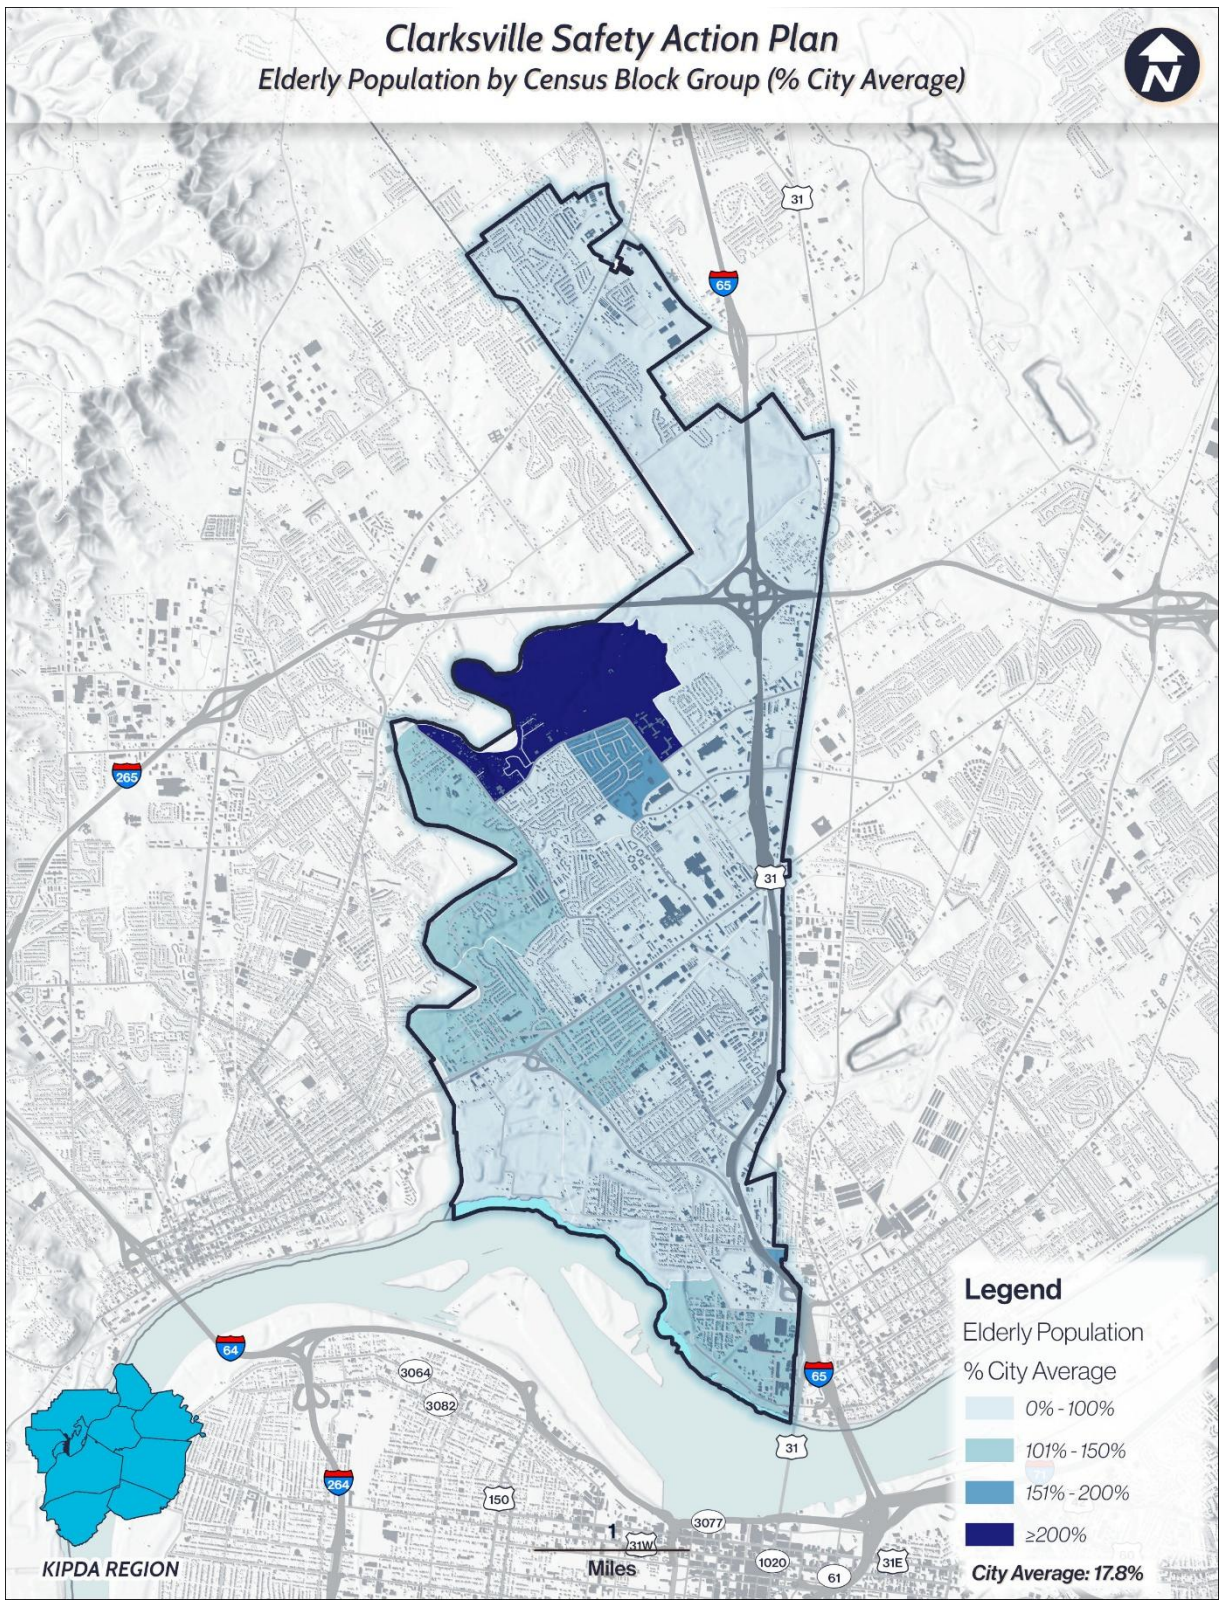 Clarksville Safety Action Plan
Elderly Population by Census Block Group (% City Average)
N
31
65
265
31
Legend
Elderly Population
% City Average
0% - 100%
101% - 150%
151% - 200%
≥200%
City Average: 17.8%
64
3064
3082
65
31
71
264
150
3077
1
31W
Miles
1020
61
31E
KIPDA REGION